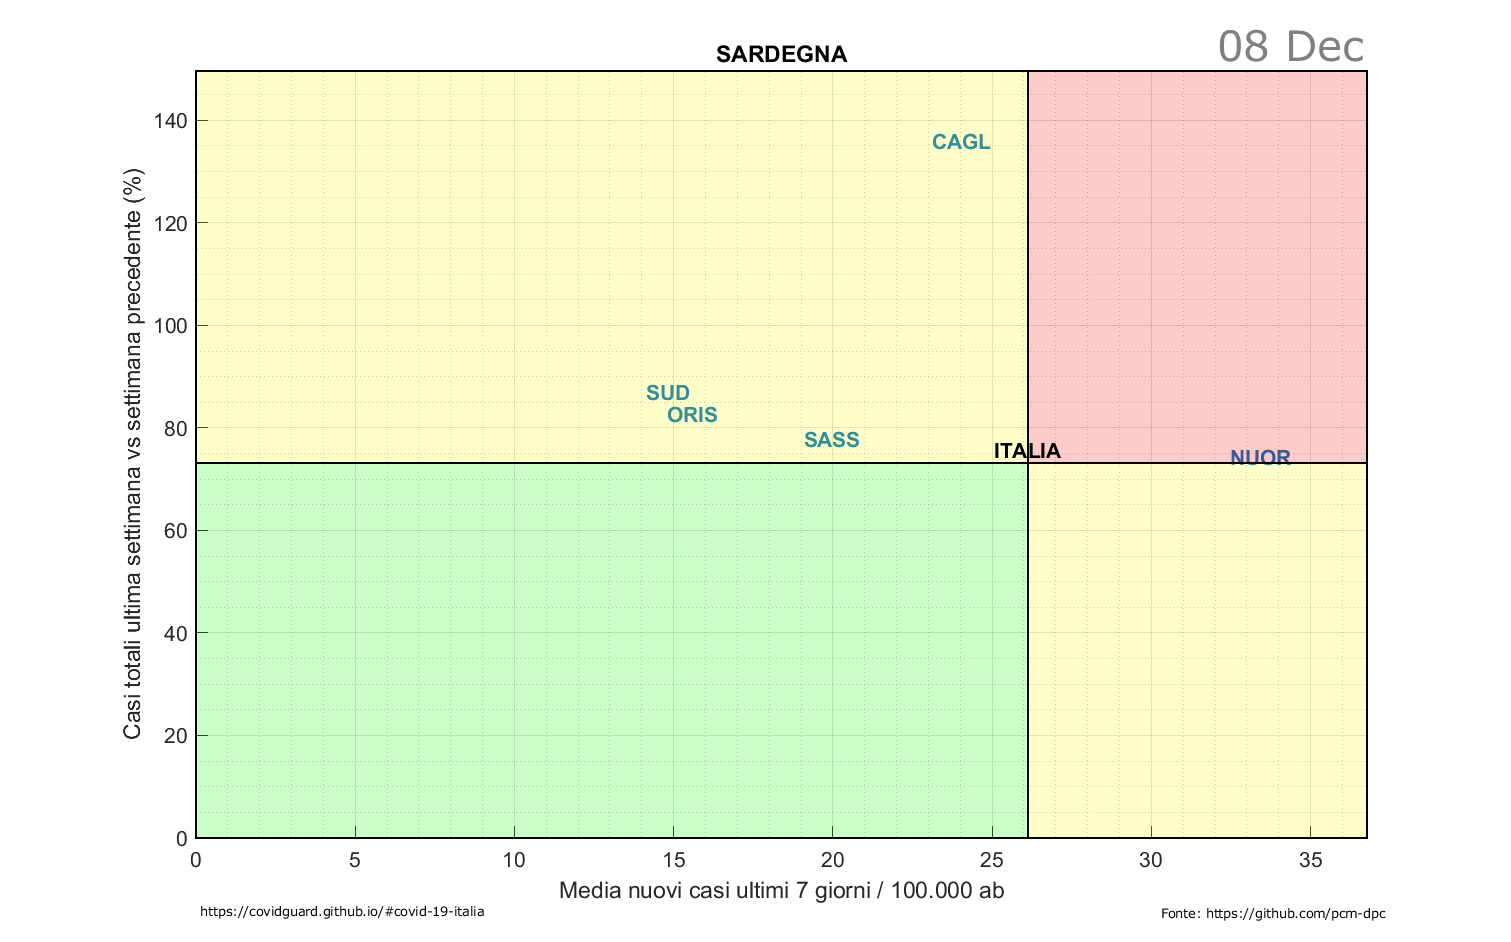 08 Dec
SARDEGNA
Casi totali ultima settimana vs settimana precedente (%)
140
120
100
80
60
40
20
0
CAGL
SUD
ORIS
SASS
ITALIA
NUOR
0 5 10 15 20 25 30 35
Media nuovi casi ultimi 7 giorni / 100.000 ab
https://covidguard.github.io/#covid-19-italia
Fonte: https://github.com/pcm-dpc